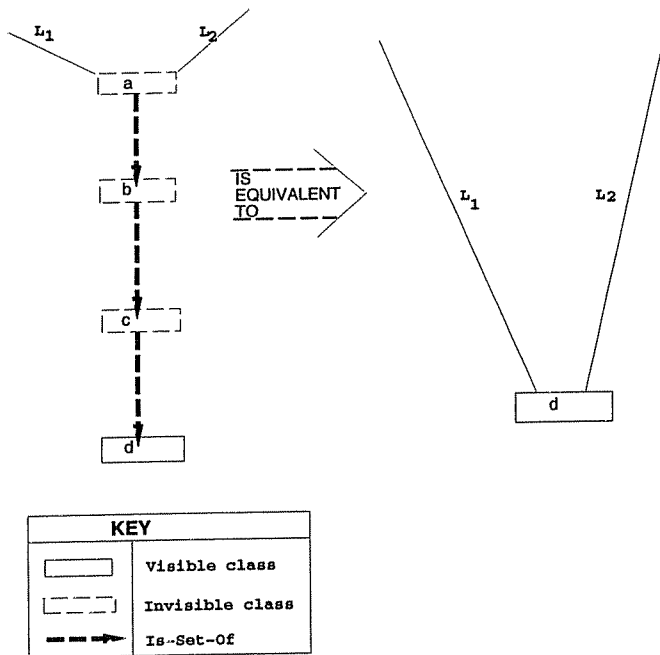 L1
L2
a
b
c
d
IS
EQUIVALENT
TO
L1
L2
d
KEY
Visible class
Invisible class
Is-Set-Of